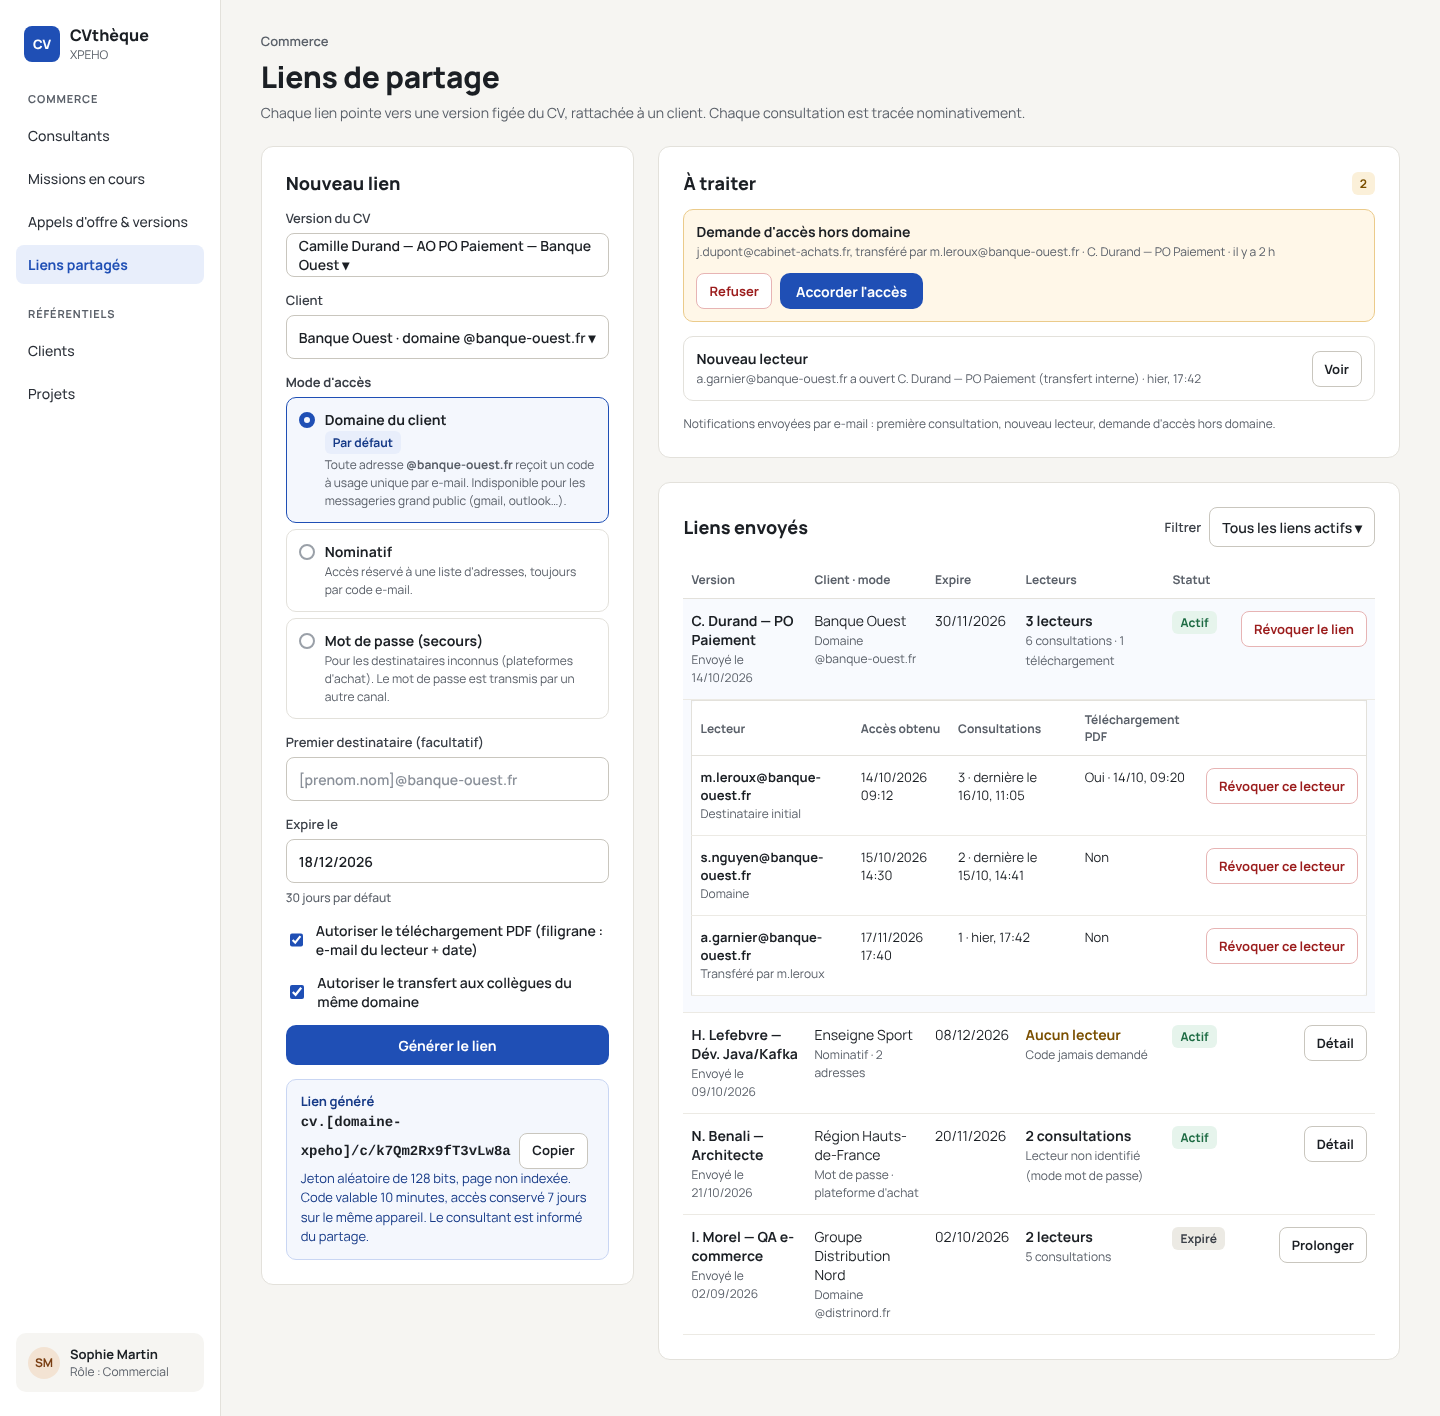 CV
CVthèque
XPEHO
COMMERCE
Consultants
Missions en cours
Appels d'offre & versions
Liens partagés
RÉFÉRENTIELS
Clients
Projets
SM
Sophie Martin
Rôle : Commercial
Commerce
Liens de partage
Chaque lien pointe vers une version figée du CV, rattachée à un client. Chaque consultation est tracée nominativement.
Nouveau lien
Version du CV
Camille Durand — AO PO Paiement — Banque
Ouest ▾
Client
Banque Ouest · domaine @banque-ouest.fr ▾
Mode d'accès
Domaine du client
Par défaut
Toute adresse @banque-ouest.fr reçoit un code
à usage unique par e-mail. Indisponible pour les
messageries grand public (gmail, outlook…).
Nominatif
Accès réservé à une liste d'adresses, toujours
par code e-mail.
Mot de passe (secours)
Pour les destinataires inconnus (plateformes
d'achat). Le mot de passe est transmis par un
autre canal.
Premier destinataire (facultatif)
[prenom.nom]@banque-ouest.fr
Expire le
18/12/2026
30 jours par défaut
Autoriser le téléchargement PDF (filigrane :
e-mail du lecteur + date)
Autoriser le transfert aux collègues du
même domaine
Générer le lien
Lien généré
cv.[domaine-
xpeho]/c/k7Qm2Rx9fT3vLw8a Copier
Jeton aléatoire de 128 bits, page non indexée.
Code valable 10 minutes, accès conservé 7 jours
sur le même appareil. Le consultant est informé
du partage.
À traiter 2
Demande d'accès hors domaine
j.dupont@cabinet-achats.fr, transféré par m.leroux@banque-ouest.fr · C. Durand — PO Paiement · il y a 2 h
Refuser Accorder l'accès
Nouveau lecteur
a.garnier@banque-ouest.fr a ouvert C. Durand — PO Paiement (transfert interne) · hier, 17:42
Voir
Notifications envoyées par e-mail : première consultation, nouveau lecteur, demande d'accès hors domaine.
Liens envoyés Filtrer Tous les liens actifs ▾
Version Client · mode Expire Lecteurs Statut
C. Durand — PO Banque Ouest 30/11/2026 3 lecteurs Actif Révoquer le lien
Paiement Domaine 6 consultations · 1
Envoyé le @banque-ouest.fr téléchargement
14/10/2026
Lecteur Accès obtenu Consultations Téléchargement
PDF
m.leroux@banque- 14/10/2026 3 · dernière le Oui · 14/10, 09:20 Révoquer ce lecteur
ouest.fr 09:12 16/10, 11:05
Destinataire initial
s.nguyen@banque- 15/10/2026 2 · dernière le Non Révoquer ce lecteur
ouest.fr 14:30 15/10, 14:41
Domaine
a.garnier@banque- 17/11/2026 1 · hier, 17:42 Non Révoquer ce lecteur
ouest.fr 17:40
Transféré par m.leroux
H. Lefebvre — Enseigne Sport 08/12/2026 Aucun lecteur Actif Détail
Dév. Java/Kafka Nominatif · 2 Code jamais demandé
Envoyé le adresses
09/10/2026
N. Benali — Région Hauts- 20/11/2026 2 consultations Actif Détail
Architecte de-France Lecteur non identifié
Envoyé le Mot de passe · (mode mot de passe)
21/10/2026 plateforme d'achat
I. Morel — QA e- Groupe 02/10/2026 2 lecteurs Expiré Prolonger
commerce Distribution 5 consultations
Envoyé le Nord
02/09/2026 Domaine
@distrinord.fr